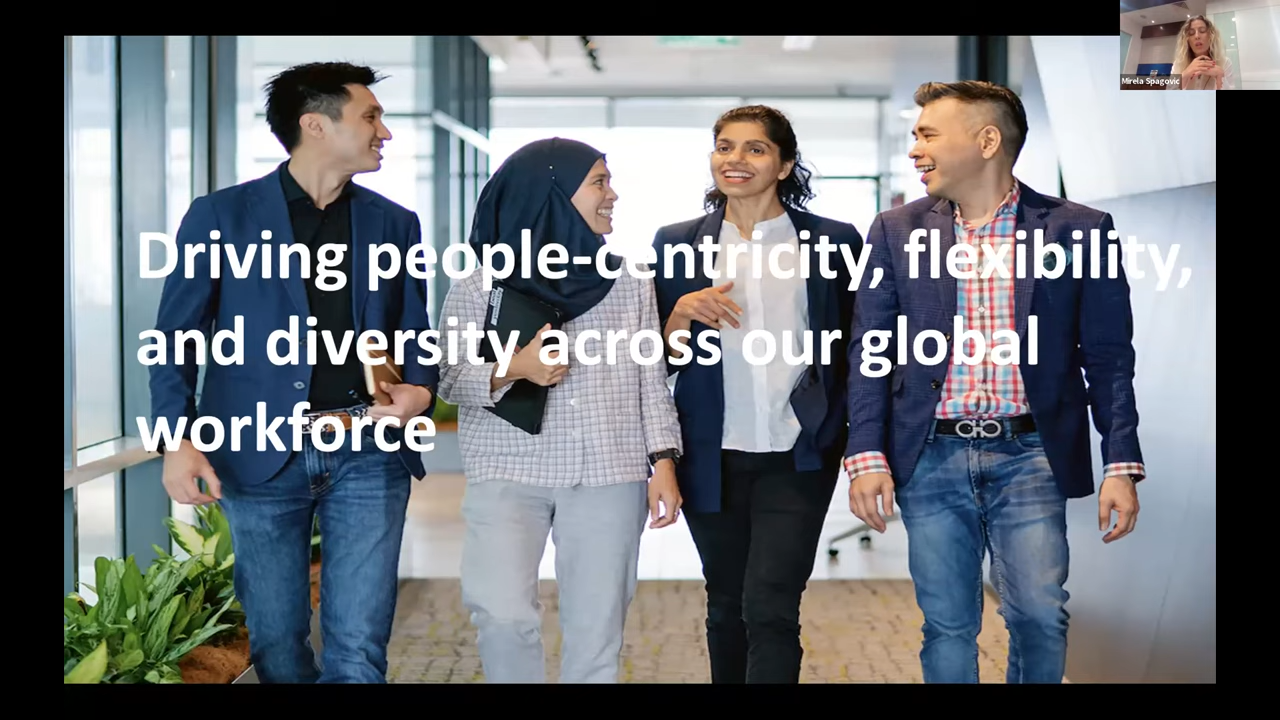 Mirela Spagovic
Driving people-centricity, flexibility,
and diversity across our global
workforce